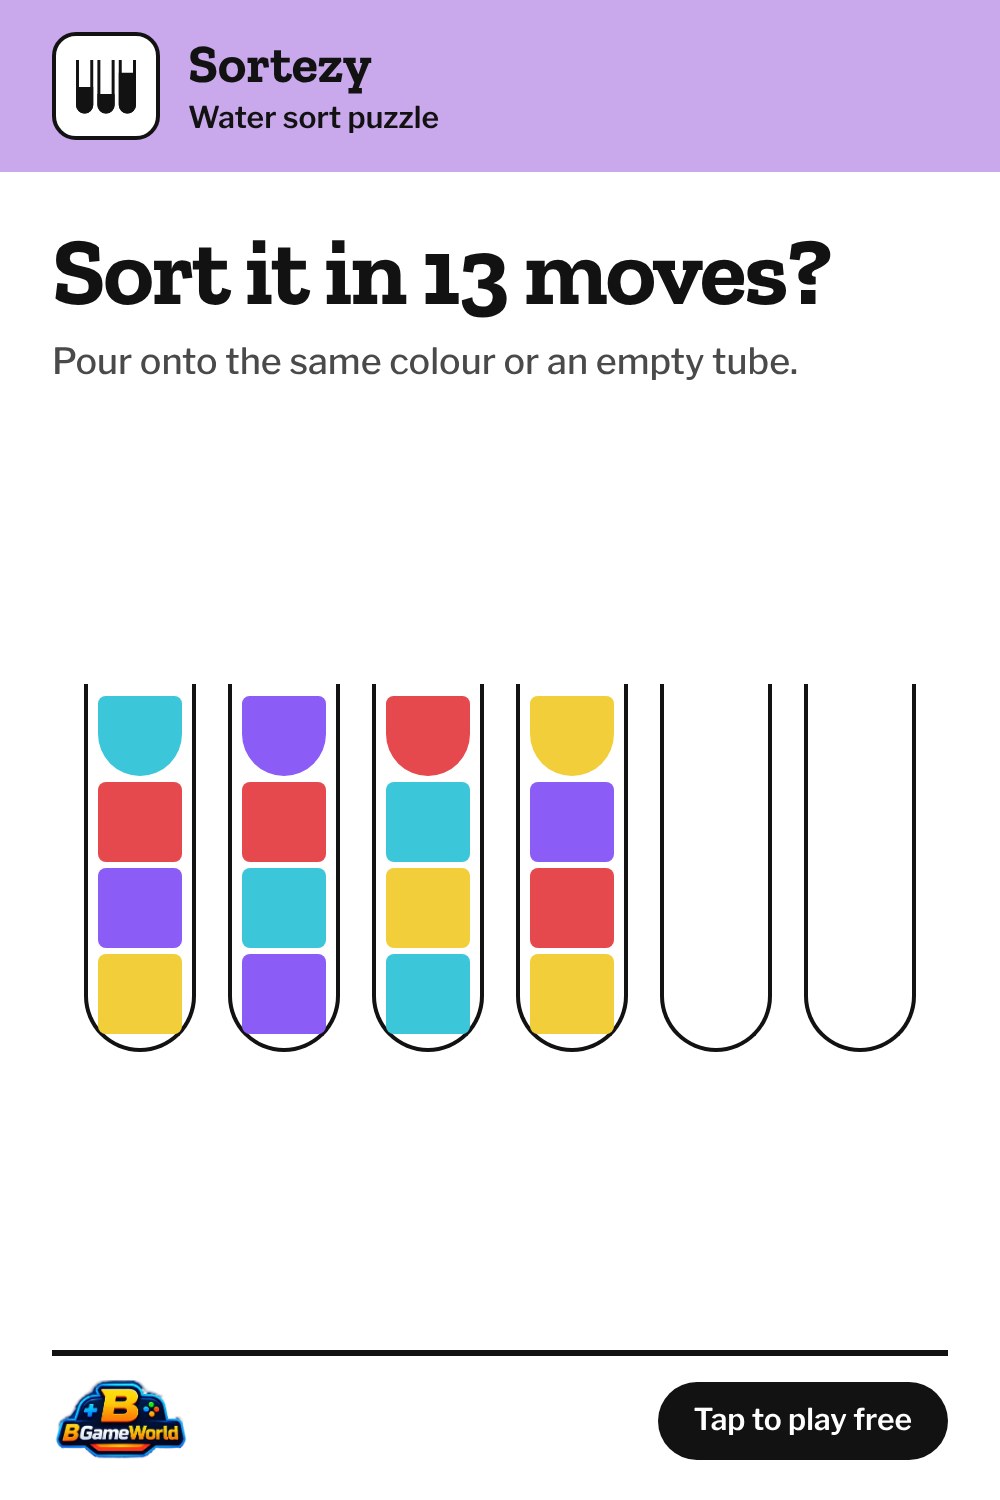 Sortezy
Water sort puzzle
Sort it in 13 moves?
Pour onto the same colour or an empty tube.
B
BGameWorld
Tap to play free